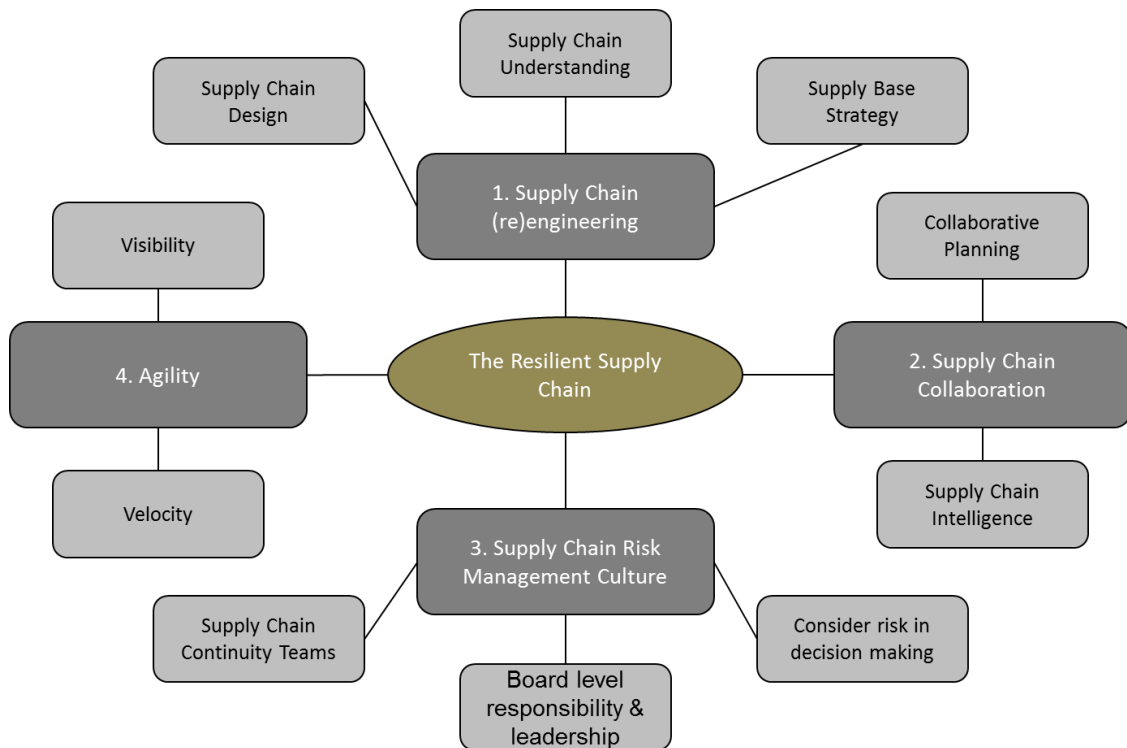 Supply Chain
Understanding
Supply Chain
Design
Supply Base
Strategy
1. Supply Chain
(re)engineering
Collaborative
Planning
Visibility
The Resilient Supply
Chain
4. Agility
2. Supply Chain
Collaboration
Velocity
Supply Chain
Intelligence
3. Supply Chain Risk
Management Culture
Supply Chain
Continuity Teams
Consider risk in
decision making
Board level
responsibility &
leadership